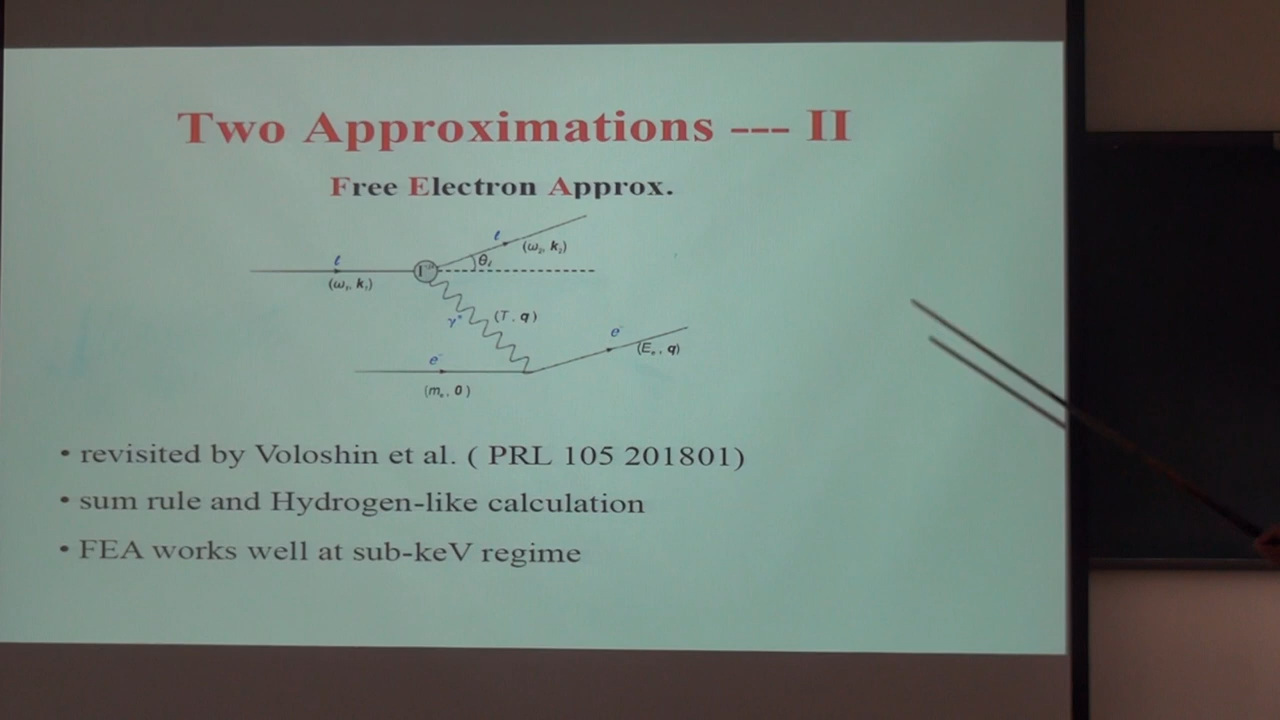 Two Approximations --- II
Free Electron Approx.
ℓ
(ω₂, k₂)
ℓ
θℓ
(ω₁, k₁)
γ*
(T, q)
e⁻
(Eₑ, q)
e⁻
(mₑ, 0)
• revisited by Voloshin et al. ( PRL 105 201801)
• sum rule and Hydrogen-like calculation
• FEA works well at sub-keV regime